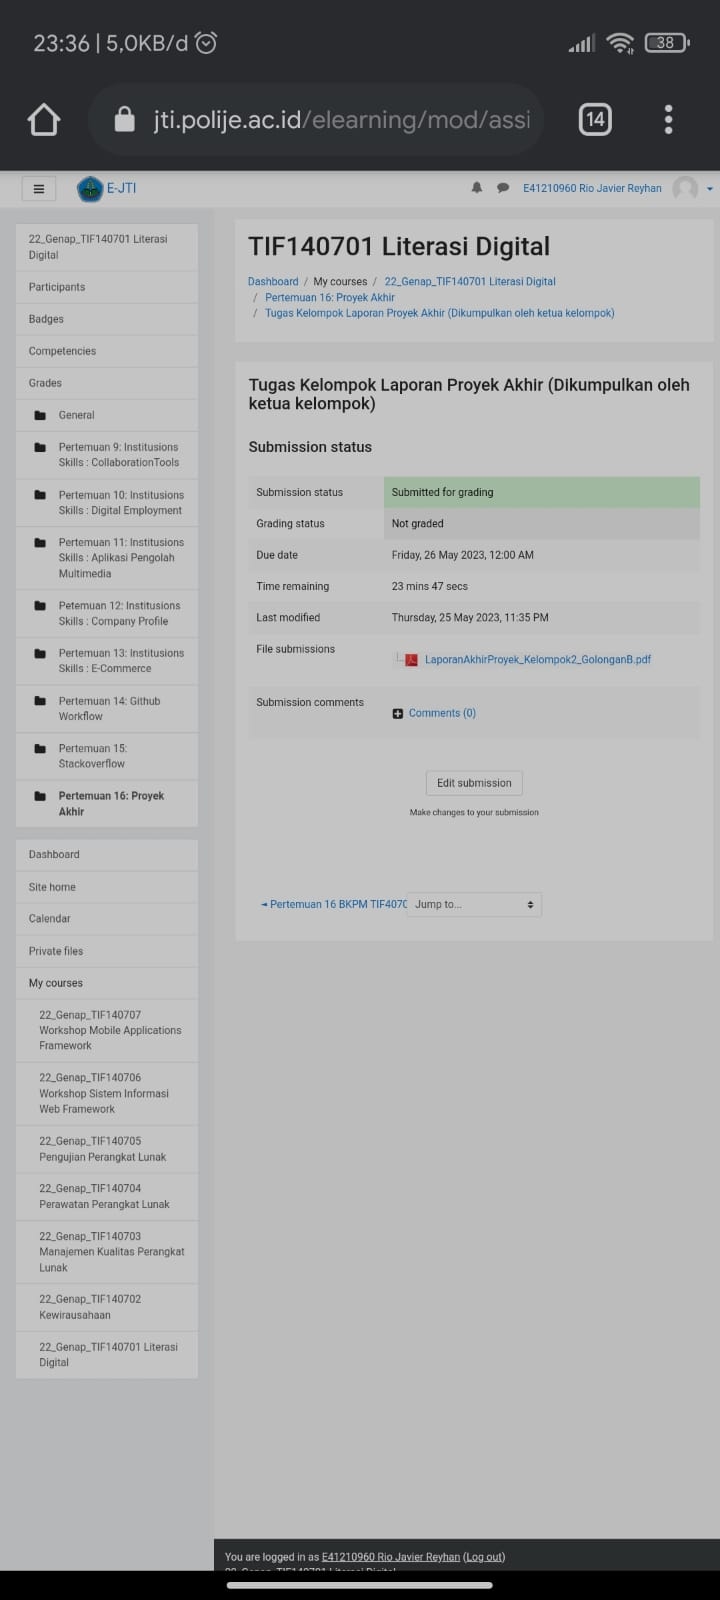 23:36 | 5,0KB/d
38
jti.polije.ac.id/elearning/mod/assi
14
E-JTI
E41210960 Rio Javier Reyhan
22_Genap_TIF140701 Literasi
Digital
Participants
Badges
Competencies
Grades
General
Pertemuan 9: Institusions
Skills : CollaborationTools
Pertemuan 10: Institusions
Skills : Digital Employment
Pertemuan 11: Institusions
Skills : Aplikasi Pengolah
Multimedia
Petemuan 12: Institusions
Skills : Company Profile
Pertemuan 13: Institusions
Skills : E-Commerce
Pertemuan 14: Github
Workflow
Pertemuan 15:
Stackoverflow
Pertemuan 16: Proyek
Akhir
Dashboard
Site home
Calendar
Private files
My courses
22_Genap_TIF140707
Workshop Mobile Applications
Framework
22_Genap_TIF140706
Workshop Sistem Informasi
Web Framework
22_Genap_TIF140705
Pengujian Perangkat Lunak
22_Genap_TIF140704
Perawatan Perangkat Lunak
22_Genap_TIF140703
Manajemen Kualitas Perangkat
Lunak
22_Genap_TIF140702
Kewirausahaan
22_Genap_TIF140701 Literasi
Digital
TIF140701 Literasi Digital
Dashboard / My courses / 22_Genap_TIF140701 Literasi Digital
/ Pertemuan 16: Proyek Akhir
/ Tugas Kelompok Laporan Proyek Akhir (Dikumpulkan oleh ketua kelompok)
Tugas Kelompok Laporan Proyek Akhir (Dikumpulkan oleh
ketua kelompok)
Submission status
Submission status Submitted for grading
Grading status Not graded
Due date Friday, 26 May 2023, 12:00 AM
Time remaining 23 mins 47 secs
Last modified Thursday, 25 May 2023, 11:35 PM
File submissions LaporanAkhirProyek_Kelompok2_GolonganB.pdf
Submission comments Comments (0)
Edit submission
Make changes to your submission
◄ Pertemuan 16 BKPM TIF4070 Jump to...
You are logged in as E41210960 Rio Javier Reyhan (Log out)
22_Genap_TIF140701 Literasi Digital